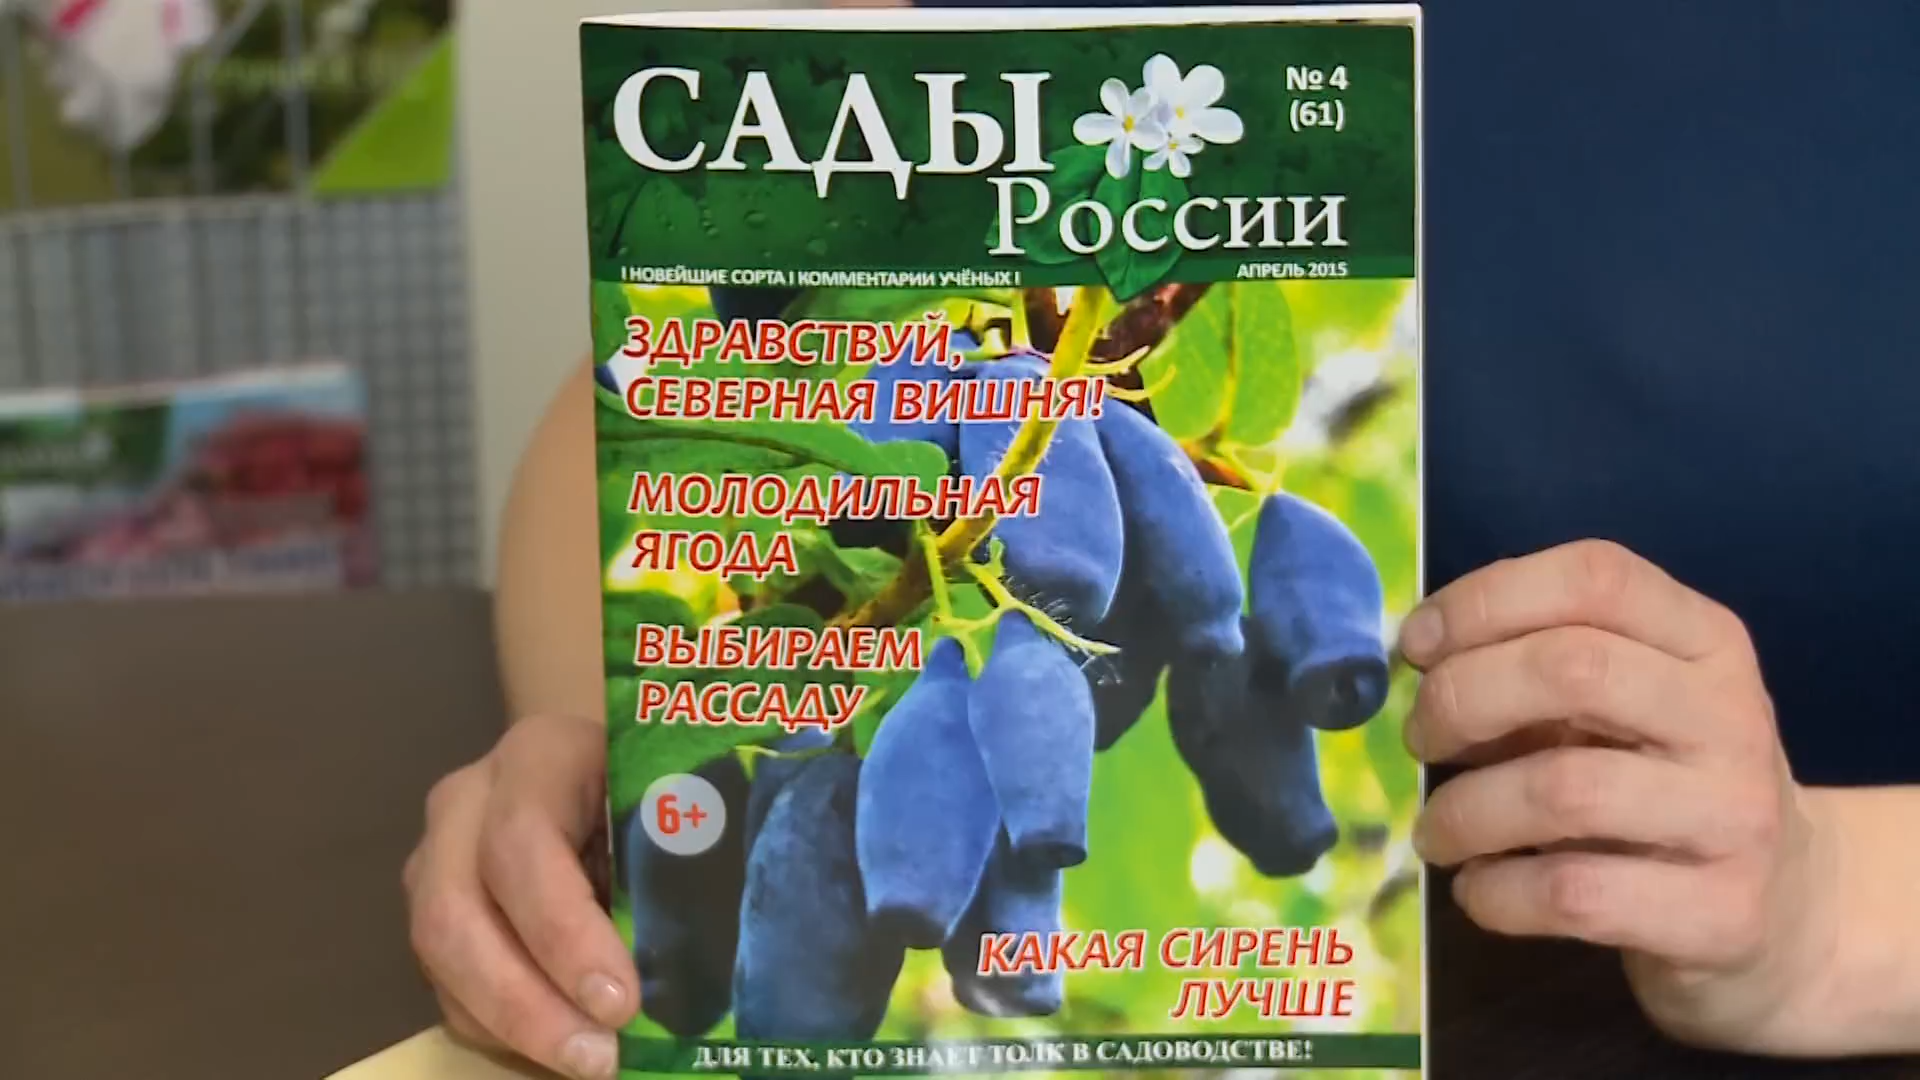 САДЫ
России
№ 4
(61)
| НОВЕЙШИЕ СОРТА | КОММЕНТАРИИ УЧЁНЫХ |
АПРЕЛЬ 2015
ЗДРАВСТВУЙ,
СЕВЕРНАЯ ВИШНЯ!
МОЛОДИЛЬНАЯ
ЯГОДА
ВЫБИРАЕМ
РАССАДУ
6+
КАКАЯ СИРЕНЬ
ЛУЧШЕ
ДЛЯ ТЕХ, КТО ЗНАЕТ ТОЛК В САДОВОДСТВЕ!